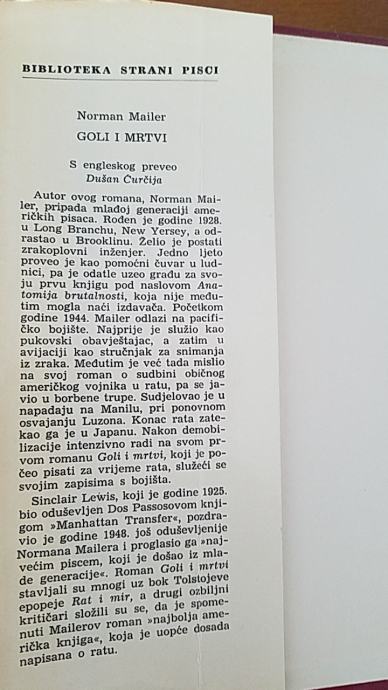 BIBLIOTEKA STRANI PISCI
Norman Mailer
GOLI I MRTVI
S engleskog preveo
Dušan Ćurčija
Autor ovog romana, Norman Mai-
ler, pripada mlađoj generaciji ame-
ričkih pisaca. Rođen je godine 1928.
u Long Branchu, New Yersey, a od-
rastao u Brooklinu. Želio je postati
zrakoplovni inženjer. Jedno ljeto
proveo je kao pomoćni čuvar u lud-
nici, pa je odatle uzeo građu za svo-
ju prvu knjigu pod naslovom Ana-
tomija brutalnosti, koja nije među-
tim mogla naći izdavača. Početkom
godine 1944. Mailer odlazi na pacifi-
čko bojište. Najprije je služio kao
pukovski obavještajac, a zatim u
avijaciji kao stručnjak za snimanja
iz zraka. Međutim je već tada mislio
na svoj roman o sudbini običnog
američkog vojnika u ratu, pa se ja-
vio u borbene trupe. Sudjelovao je u
napadaju na Manilu, pri ponovnom
osvajanju Luzona. Konac rata zate-
kao ga je u Japanu. Nakon demobi-
lizacije intenzivno radi na svom pr-
vom romanu Goli i mrtvi, koji je po-
čeo pisati za vrijeme rata, služeći se
svojim zapisima s bojišta.
Sinclair Lewis, koji je godine 1925.
bio oduševljen Dos Passosovom knji-
gom »Manhattan Transfer«, pozdra-
vio je godine 1948. još oduševljenije
Normana Mailera i proglasio ga »naj-
većim piscem, koji je došao iz mla-
đe generacije«. Roman Goli i mrtvi
stavljali su mnogi uz bok Tolstojeve
epopeje Rat i mir, a drugi ozbiljni
kritičari složili su se, da je spome-
nuti Mailerov roman »najbolja ame-
rička knjiga«, koja je uopće dosada
napisana o ratu.